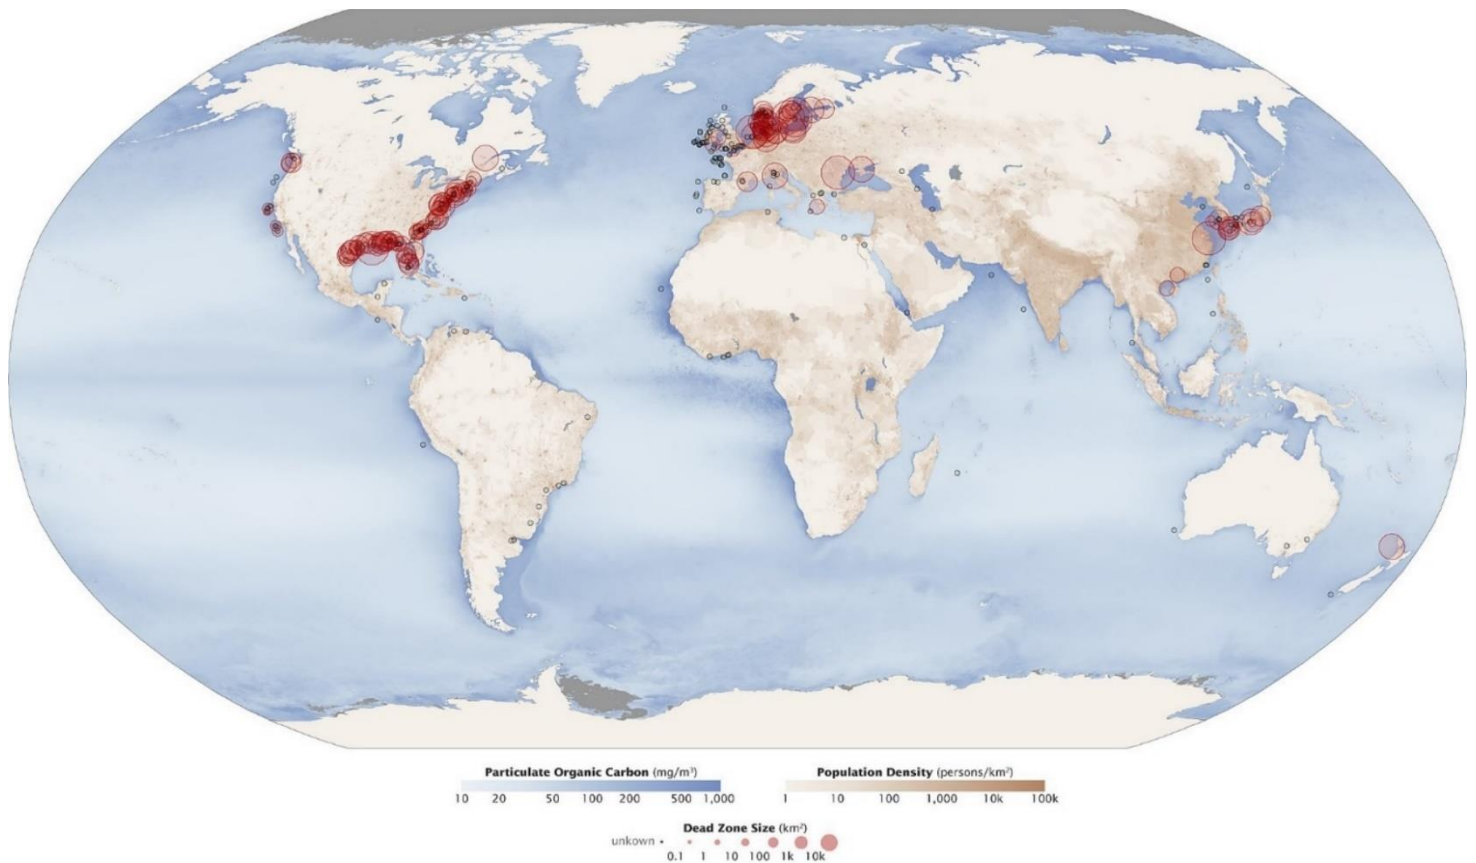 Particulate Organic Carbon (mg/m³)
10 20 50 100 200 500 1,000
Population Density (persons/km²)
1 10 100 1,000 10k 100k
Dead Zone Size (km²)
unkown
0.1 1 10 100 1k 10k